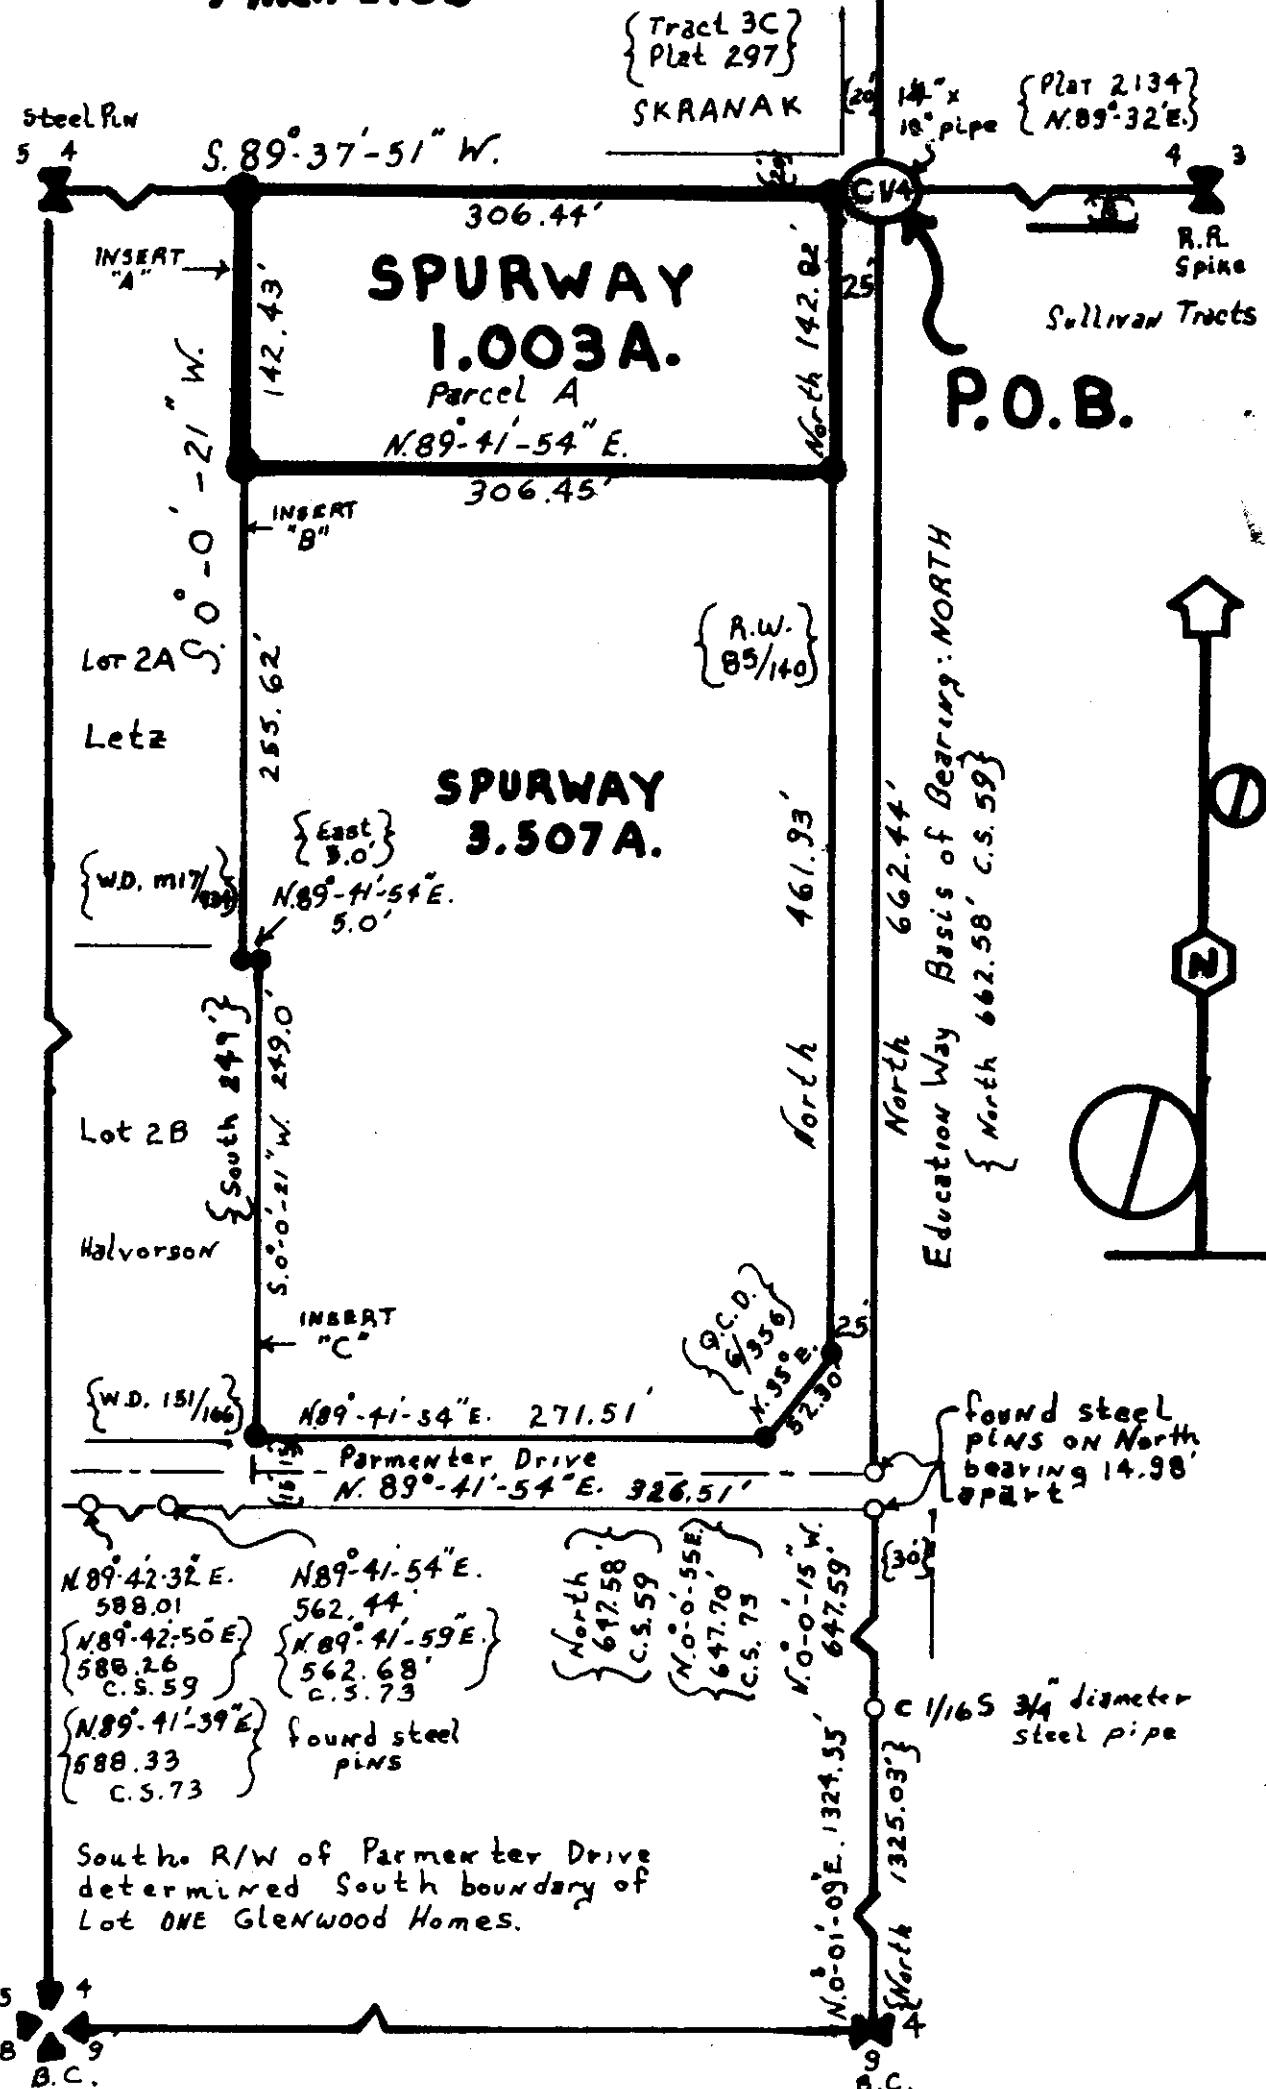 { Tract 3C }
{ Plat 297 }
SKRANAK
(20')
1¼" x
18" pipe
{ Plat 2134 }
{ N.89°-32'E. }
Steel Pin
5 4
S. 89°-37'-51" W.
4 3
CV4
306.44'
INSERT
"A"
142.43'
SPURWAY
1.003A.
Parcel A
North 142.82'
25'
R.R.
Spike
Sullivan Tracts
P.O.B.
N.89°-41'-54" E.
306.45'
S. 0°-0'-21" W.
INSERT
"B"
{ R.W. }
{ 85/140 }
Lot 2A
Letz
255.62'
SPURWAY
3.507A.
461.93'
North
662.44'
North
Education Way Basis of Bearing: NORTH
{ North 662.58' C.S. 59 }
{ East }
{ 5.0' }
N.89°-41'-54"E.
5.0'
{ W.D. M17/
N
{ South 249' }
S.0°-0'-21" W. 249.0'
Lot 2B
Halvorson
INSERT
"C"
{ Q.C.D. }
{ 6/356 }
N. 35° E.
52.30'
25'
{ W.D. 151/166 }
N.89°-41'-54"E. 271.51'
found steel
pins on North
bearing 14.98'
apart
Parmenter Drive
N. 89°-41'-54"E. 326.51'
(15') 15'
N.89°-42'-32"E.
588.01
{ N.89°-42'-50"E. }
588.26
C.S.59
{ N.89°-41'-39"E. }
588.33
C.S.73
N.89°-41'-54"E.
562.44'
{ N.89°-41'-59"E. }
562.68'
C.S.73
found steel
pins
{ North }
647.58'
C.S.59
{ N.0°-0'-55"E. }
647.70'
C.S.73
N.0°-0'-15" W.
647.59'
{30'}
C 1/16 S 3/4" diameter
steel pipe
N.0°-01'-09"E. 1324.55'
{ North 1325.03' }
South R/W of Parmenter Drive
determined South boundary of
Lot ONE Glenwood Homes.
5 4
8 9
B.C.
4
9
B.C.